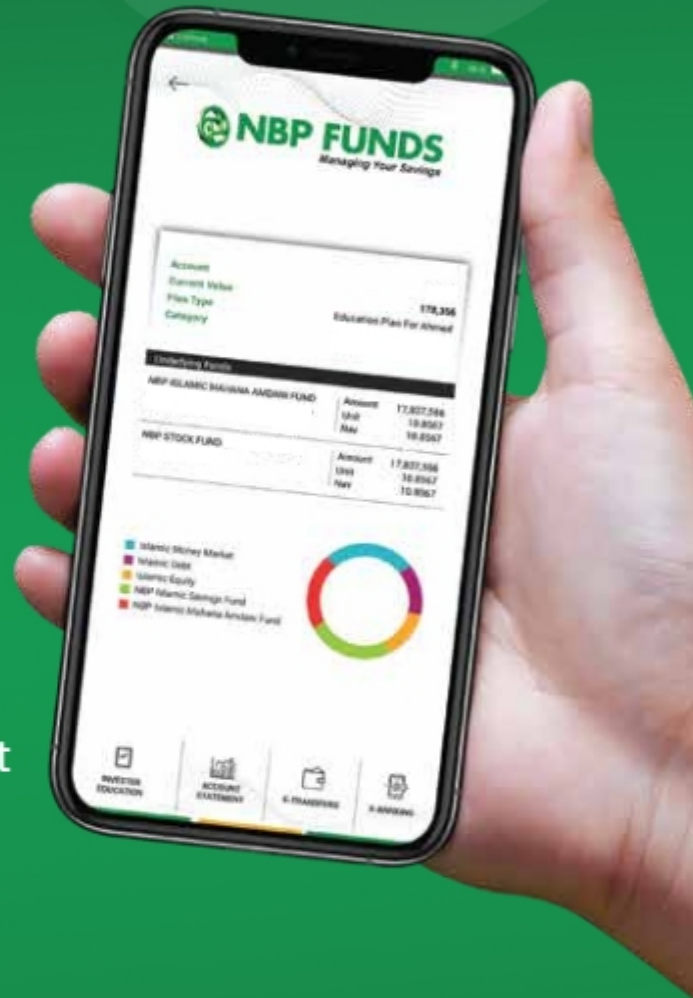 NBP FUNDS
Managing Your Savings
Account
Current Value 178,356
Plan Type Education Plan For Ahmed
Category
Underlying Funds
NBP ISLAMIC MAHANA AMDANI FUND Amount 17,837,566
Unit 10.8567
Nav 10.8567
NBP STOCK FUND Amount 17,837,566
Unit 10.8567
Nav 10.8567
Islamic Money Market
Islamic Debt
Islamic Equity
NBP Islamic Savings Fund
NBP Islamic Mahana Amdani Fund
t
INVESTER EDUCATION
ACCOUNT STATEMENT
E-TRANSFERS
E-BANKING